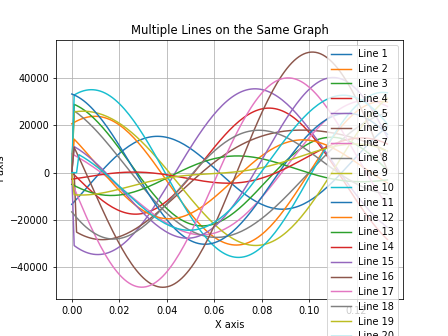 Multiple Lines on the Same Graph
40000
20000
0
−20000
−40000
0.00
0.02
0.04
0.06
0.08
0.10
X axis
axis
Line 1
Line 2
Line 3
Line 4
Line 5
Line 6
Line 7
Line 8
Line 9
Line 10
Line 11
Line 12
Line 13
Line 14
Line 15
Line 16
Line 17
Line 18
Line 19
Line 20